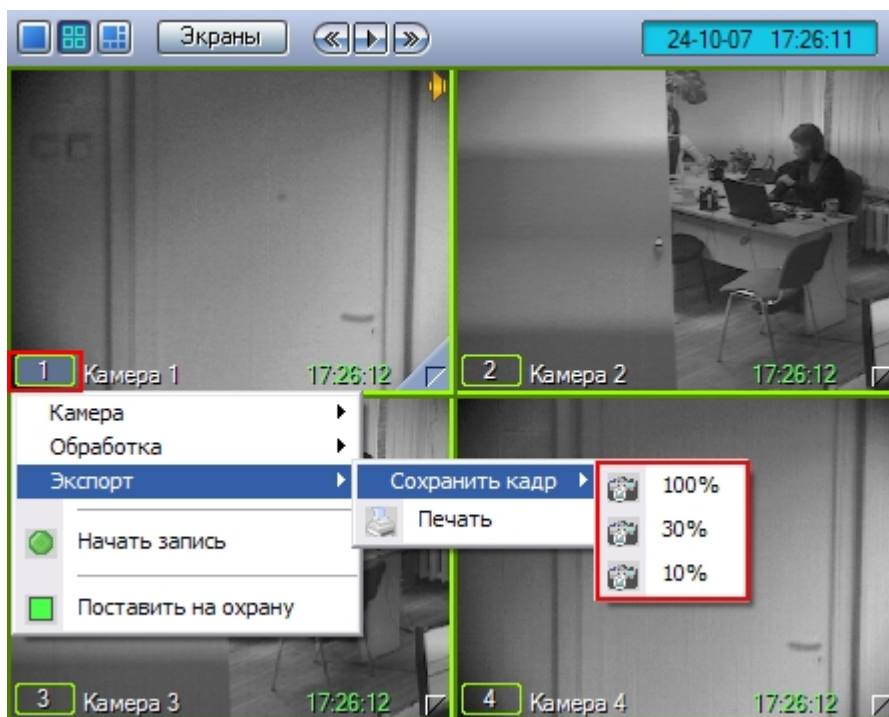 Экраны 24-10-07 17:26:11
1 Камера 1 17:26:12
2 Камера 2 17:26:12
Камера
Обработка
Экспорт
Начать запись
Поставить на охрану
Сохранить кадр
Печать
100%
30%
10%
3 Камера 3 17:26:12
4 Камера 4 17:26:12